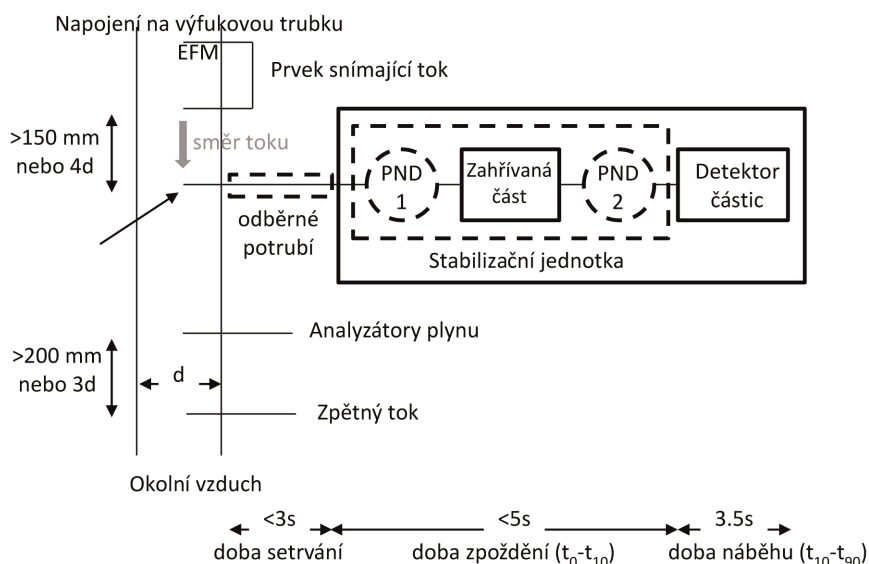 Napojení na výfukovou trubku
EFM
Prvek snímající tok
>150 mm
nebo 4d
směr toku
odběrné
potrubí
PND
1
Zahřívaná
část
PND
2
Detektor
částic
Stabilizační jednotka
Analyzátory plynu
>200 mm
nebo 3d
d
Zpětný tok
Okolní vzduch
<3s
<5s
3.5s
doba setrvání
doba zpoždění (t₀-t₁₀)
doba náběhu (t₁₀-t₉₀)